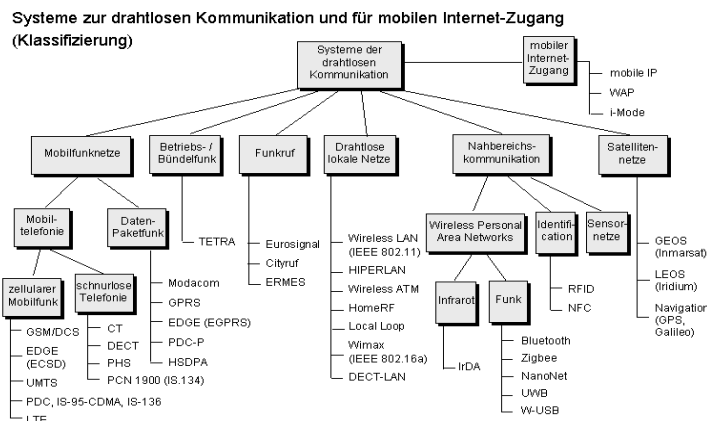 Systeme zur drahtlosen Kommunikation und für mobilen Internet-Zugang
(Klassifizierung)
Systeme der
drahtlosen
Kommunikation
mobiler
Internet-
Zugang
mobile IP
WAP
i-Mode
Mobilfunknetze
Betriebs- /
Bündelfunk
Funkruf
Drahtlose
lokale Netze
Nahbereichs-
kommunikation
Satelliten-
netze
Mobil-
telefonie
Daten-
Paketfunk
TETRA
Eurosignal
Cityruf
ERMES
Wireless LAN
(IEEE 802.11)
HIPERLAN
Wireless ATM
HomeRF
Local Loop
Wimax
(IEEE 802.16a)
DECT-LAN
Wireless Personal
Area Networks
Identifi-
cation
Sensor-
netze
GEOS
(Inmarsat)
LEOS
(Iridium)
Navigation
(GPS,
Galileo)
zellularer
Mobilfunk
schnurlose
Telefonie
Modacom
GPRS
EDGE (EGPRS)
PDC-P
HSDPA
Infrarot
Funk
RFID
NFC
GSM/DCS
EDGE
(ECSD)
UMTS
PDC, IS-95-CDMA, IS-136
LTE
CT
DECT
PHS
PCN 1900 (IS.134)
IrDA
Bluetooth
Zigbee
NanoNet
UWB
W-USB